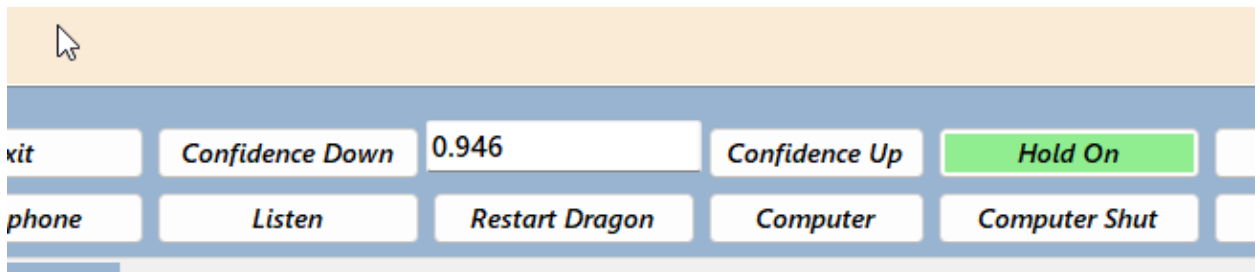 xit Confidence Down 0.946 Confidence Up Hold On
phone Listen Restart Dragon Computer Computer Shut